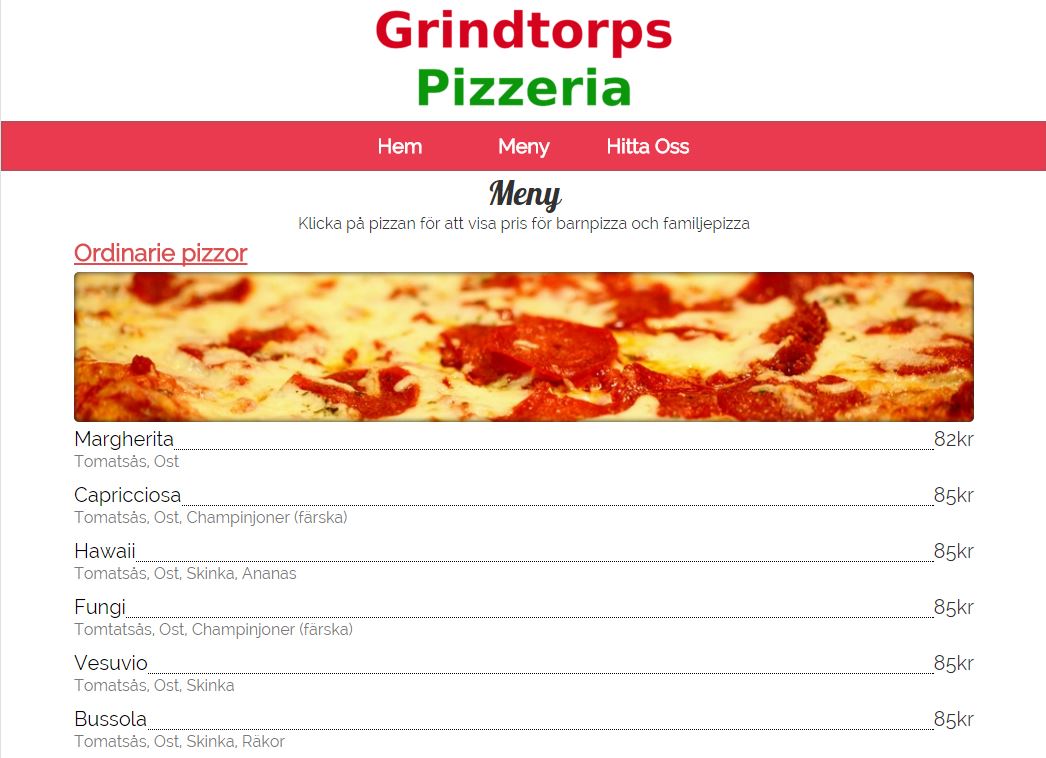 Grindtorps
Pizzeria
Hem Meny Hitta Oss
Meny
Klicka på pizzan för att visa pris för barnpizza och familjepizza
Ordinarie pizzor
Margherita 82kr
Tomatsås, Ost
Capricciosa 85kr
Tomatsås, Ost, Champinjoner (färska)
Hawaii 85kr
Tomatsås, Ost, Skinka, Ananas
Fungi 85kr
Tomtatsås, Ost, Champinjoner (färska)
Vesuvio 85kr
Tomatsås, Ost, Skinka
Bussola 85kr
Tomatsås, Ost, Skinka, Räkor